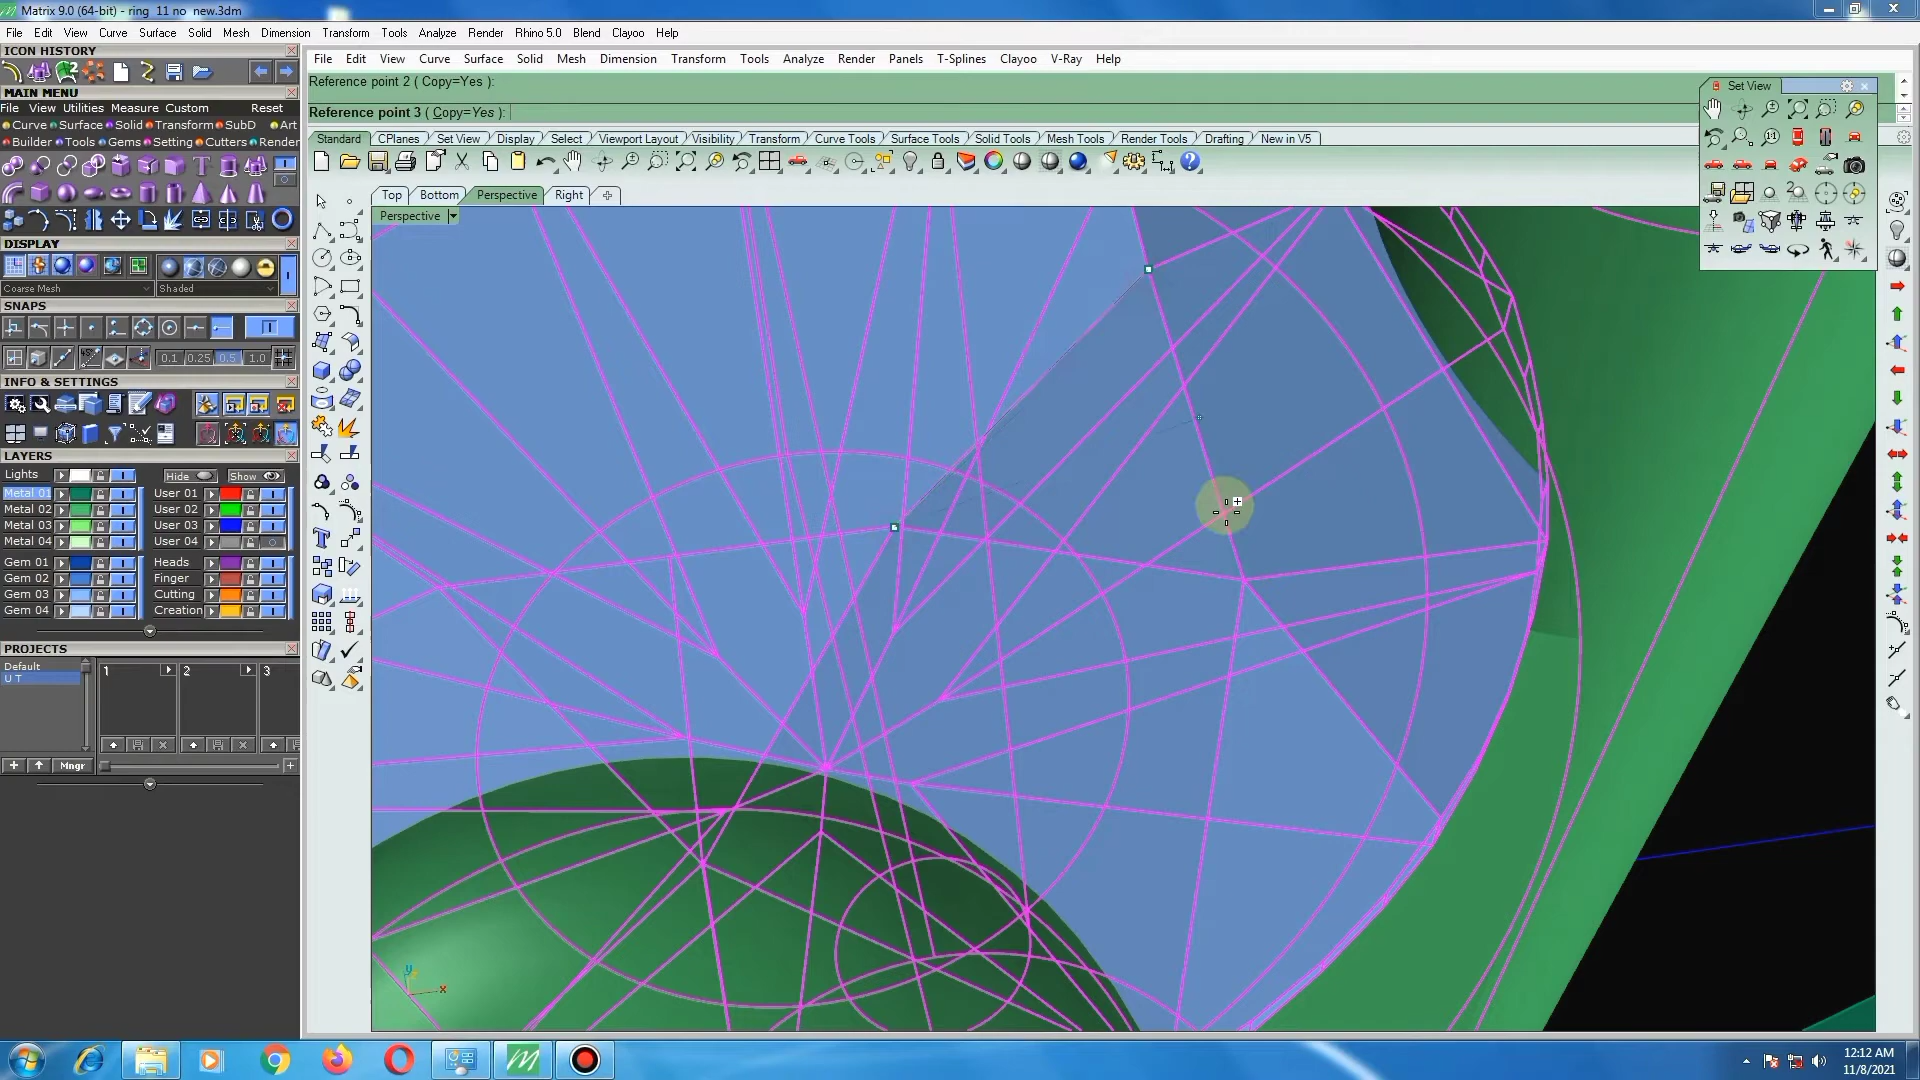 Matrix 9.0 (64-bit) - ring  11 no  new.3dm
File Edit View Curve Surface Solid Mesh Dimension Transform Tools Analyze Render Rhino 5.0 Blend Clayoo Help
ICON HISTORY
MAIN MENU
File View Utilities Measure Custom Reset
Curve Surface Solid Transform SubD Art
Builder Tools Gems Setting Cutters Render
DISPLAY
Coarse Mesh Shaded
SNAPS
0.1 0.25 0.5 1.0
INFO & SETTINGS
LAYERS
Lights Hide Show
Metal 01 User 01
Metal 02 User 02
Metal 03 User 03
Metal 04 User 04
Gem 01 Heads
Gem 02 Finger
Gem 03 Cutting
Gem 04 Creation
PROJECTS
Default
U T
1 2 3
Mngr
File Edit View Curve Surface Solid Mesh Dimension Transform Tools Analyze Render Panels T-Splines Clayoo V-Ray Help
Reference point 2 ( Copy=Yes ):
Reference point 3 ( Copy=Yes ):
Standard CPlanes Set View Display Select Viewport Layout Visibility Transform Curve Tools Surface Tools Solid Tools Mesh Tools Render Tools Drafting New in V5
Top Bottom Perspective Right
Perspective
Set View
y
x
12:12 AM
11/8/2021